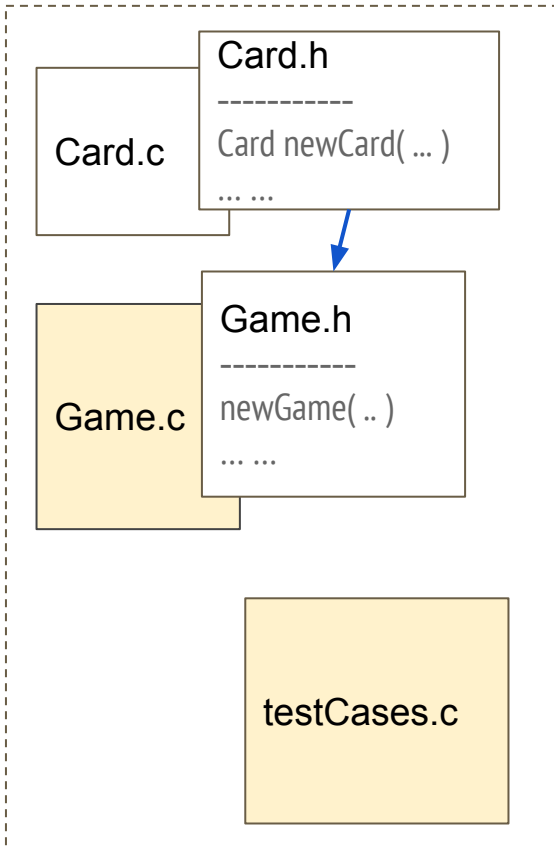 Card.h
-----------
Card.c
Card newCard( ... )
... ...
Game.h
-----------
Game.c
newGame( .. )
... ...
testCases.c